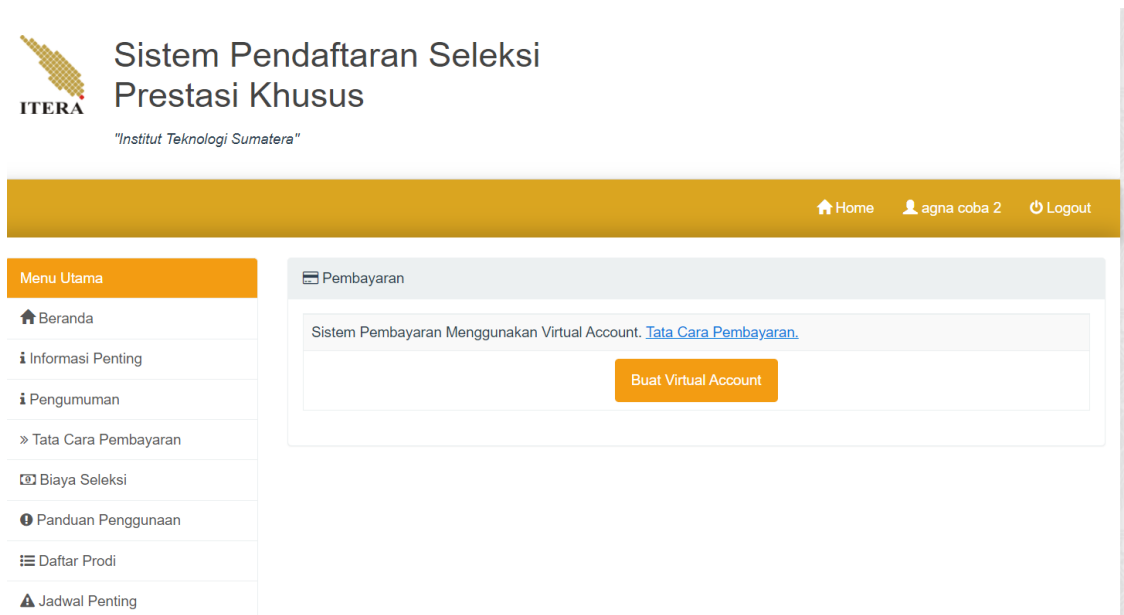 ITERA
Sistem Pendaftaran Seleksi
Prestasi Khusus
"Institut Teknologi Sumatera"
Home agna coba 2 Logout
Menu Utama
Beranda
Informasi Penting
Pengumuman
» Tata Cara Pembayaran
Biaya Seleksi
Panduan Penggunaan
Daftar Prodi
Jadwal Penting
Pembayaran
Sistem Pembayaran Menggunakan Virtual Account. Tata Cara Pembayaran.
Buat Virtual Account